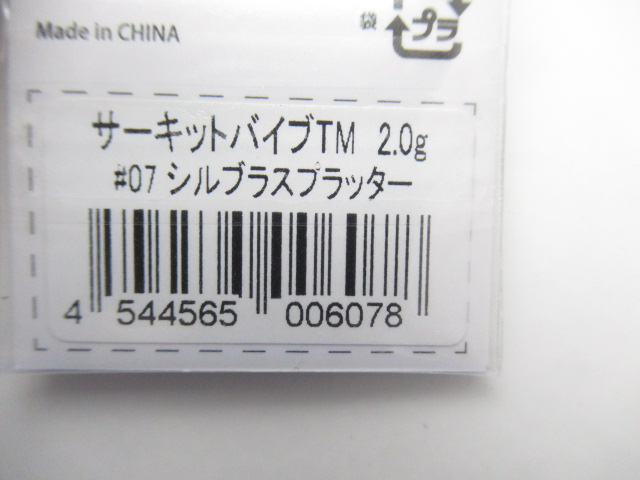 Made in CHINA
袋
プラ
サーキットバイブTM 2.0g
#07 シルブラスプラッター
4 544565 006078